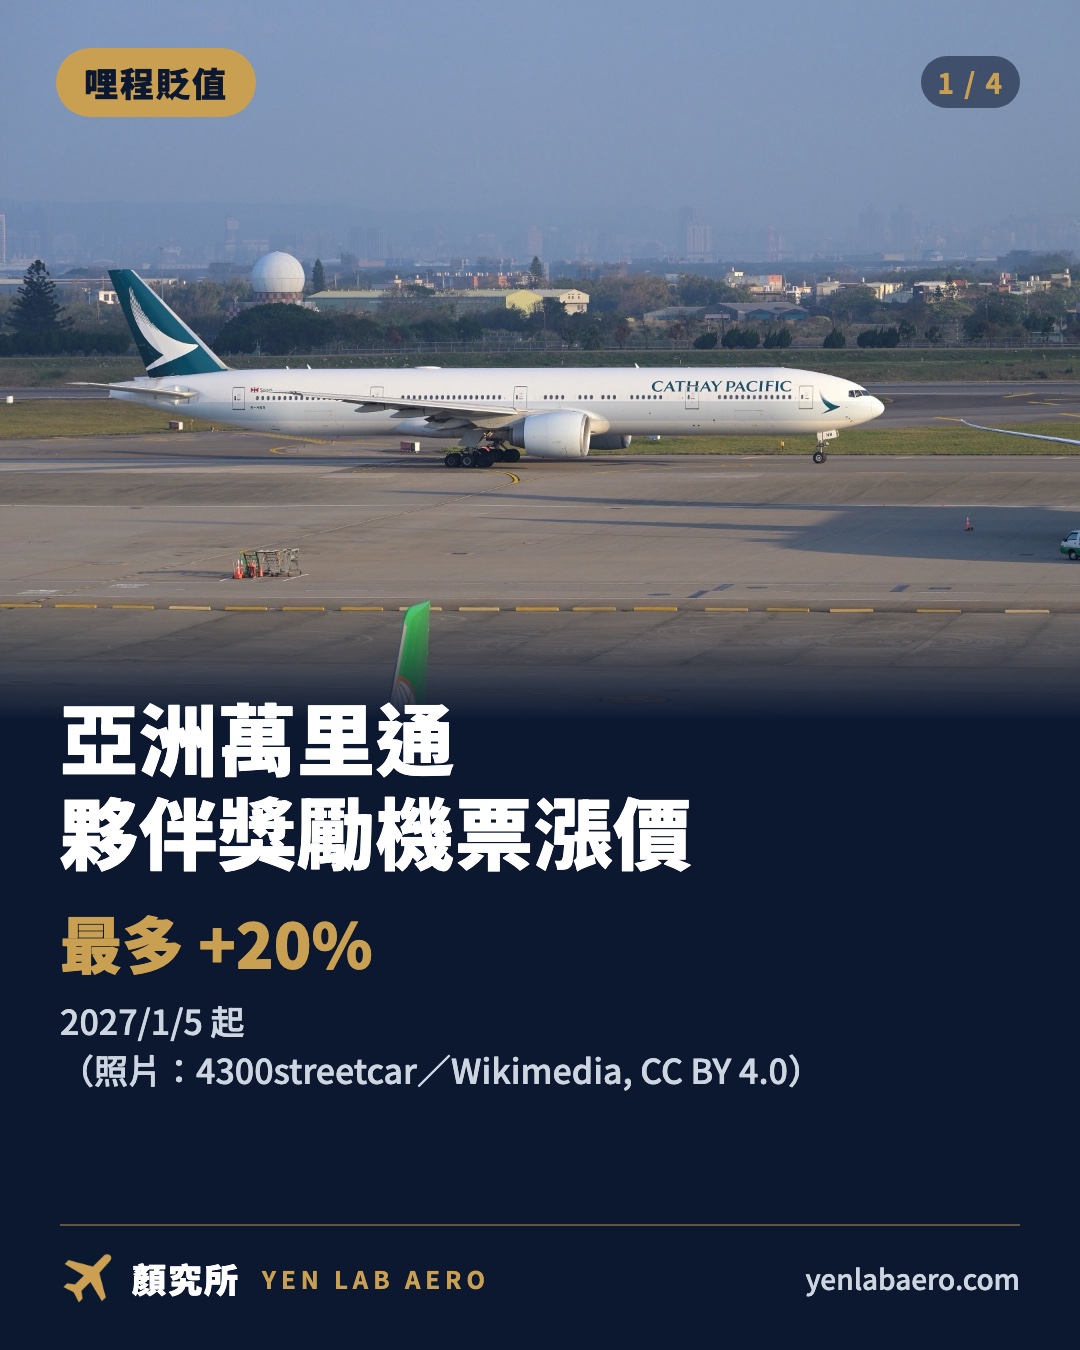 哩程貶值
1 / 4
CATHAY PACIFIC
亞洲萬里通
夥伴獎勵機票漲價
最多 +20%
2027/1/5 起
（照片：4300streetcar／Wikimedia, CC BY 4.0）
顏究所 YEN LAB AERO
yenlabaero.com